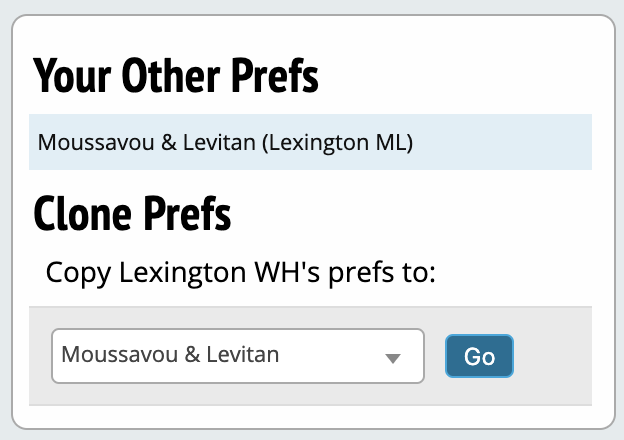 Your Other Prefs
Moussavou & Levitan (Lexington ML)
Clone Prefs
Copy Lexington WH's prefs to:
Moussavou & Levitan
Go